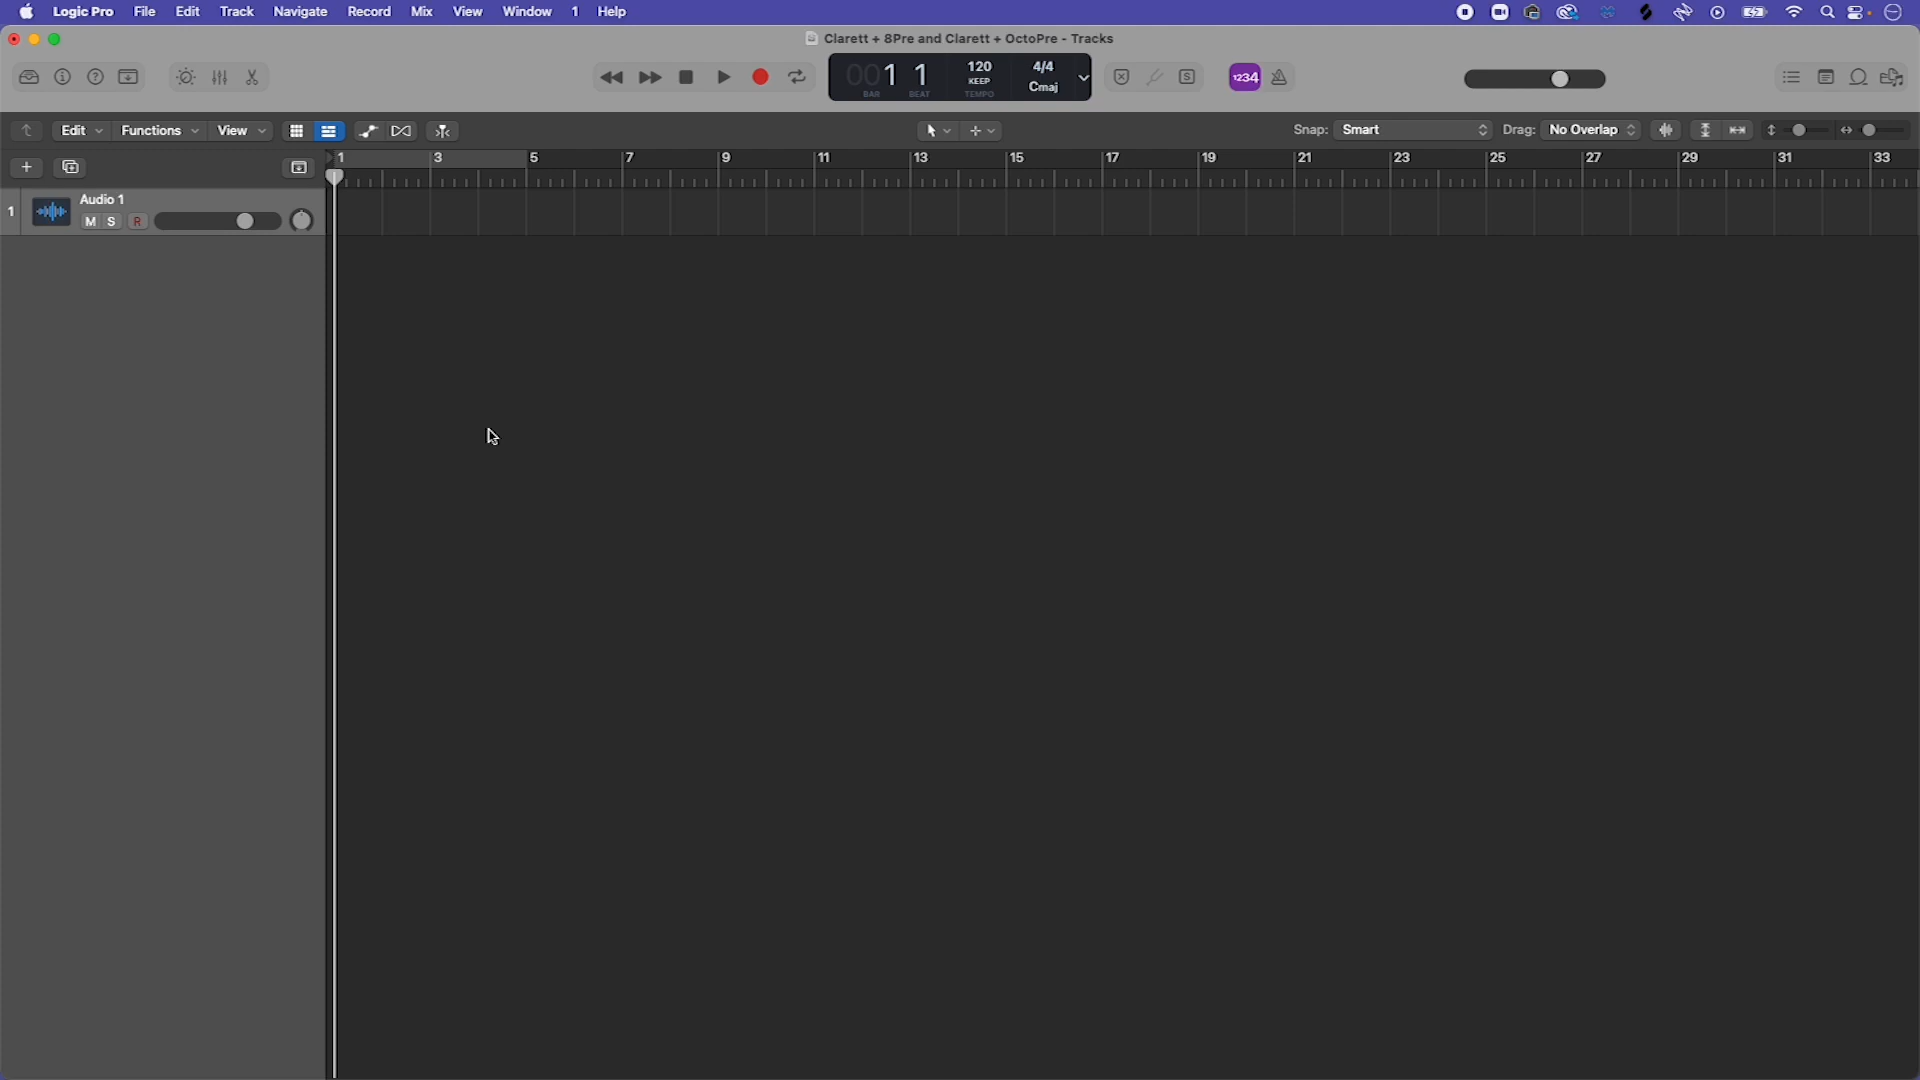 Logic Pro File Edit Track Navigate Record Mix View Window 1 Help
Clarett + 8Pre and Clarett + OctoPre - Tracks
001 1 120 4/4
KEEP Cmaj
BAR BEAT TEMPO
S 1234
Edit Functions View Snap: Smart Drag: No Overlap
1 3 5 7 9 11 13 15 17 19 21 23 25 27 29 31 33
1 Audio 1
M S R